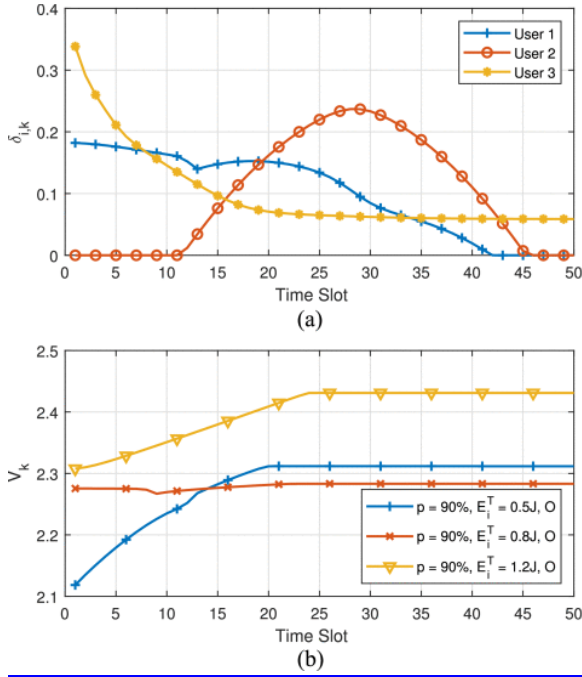 0.4
0.3
0.2
0.1
0
δi,k
User 1
User 2
User 3
0 5 10 15 20 25 30 35 40 45 50
Time Slot
(a)
2.5
2.4
2.3
2.2
2.1
Vk
p = 90%, EiT = 0.5J, O
p = 90%, EiT = 0.8J, O
p = 90%, EiT = 1.2J, O
0 5 10 15 20 25 30 35 40 45 50
Time Slot
(b)